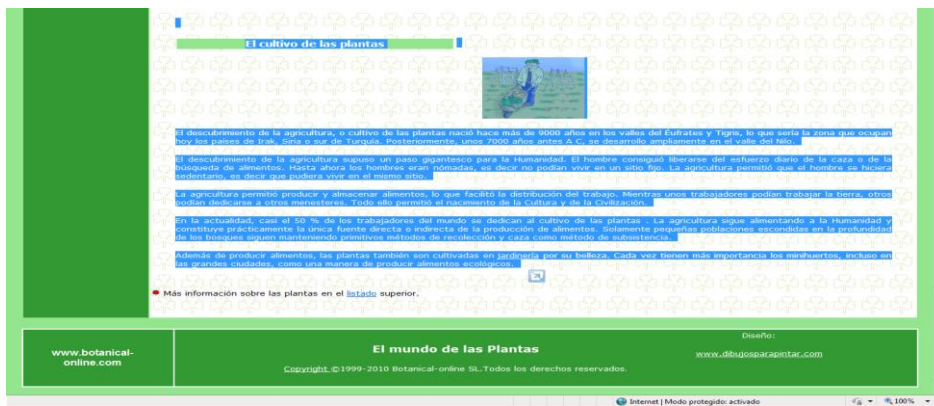 El cultivo de las plantas
El descubrimiento de la agricultura, o cultivo de las plantas nació hace más de 9000 años en los valles del Éufrates y Tigris, lo que sería la zona que ocupan
hoy los países de Irak, Siria o sur de Turquía. Posteriormente, unos 7000 años antes A C, se desarrollo ampliamente en el valle del Nilo.
El descubrimiento de la agricultura supuso un paso gigantesco para la Humanidad. El hombre consiguió liberarse del esfuerzo diario de la caza o de la
búsqueda de alimentos. Hasta ahora los hombres eran nómadas, es decir no podían vivir en un sitio fijo. La agricultura permitió que el hombre se hiciera
sedentario, es decir que pudiera vivir en el mismo sitio.
La agricultura permitió producir y almacenar alimentos, lo que facilitó la distribución del trabajo. Mientras unos trabajadores podían trabajar la tierra, otros
podían dedicarse a otros menesteres. Todo ello permitió el nacimiento de la Cultura y de la Civilización.
En la actualidad, casi el 50 % de los trabajadores del mundo se dedican al cultivo de las plantas . La agricultura sigue alimentando a la Humanidad y
constituye prácticamente la única fuente directa o indirecta de la producción de alimentos. Solamente pequeñas poblaciones escondidas en la profundidad
de los bosques siguen manteniendo primitivos métodos de recolección y caza como método de subsistencia.
Además de producir alimentos, las plantas también son cultivadas en jardinería por su belleza. Cada vez tienen más importancia los minihuertos, incluso en
las grandes ciudades, como una manera de producir alimentos ecológicos.
Más información sobre las plantas en el listado superior.
www.botanical-
online.com
El mundo de las Plantas
Copyright ©1999-2010 Botanical-online SL.Todos los derechos reservados.
Diseño:
www.dibujosparapintar.com
Internet | Modo protegido: activado
100%